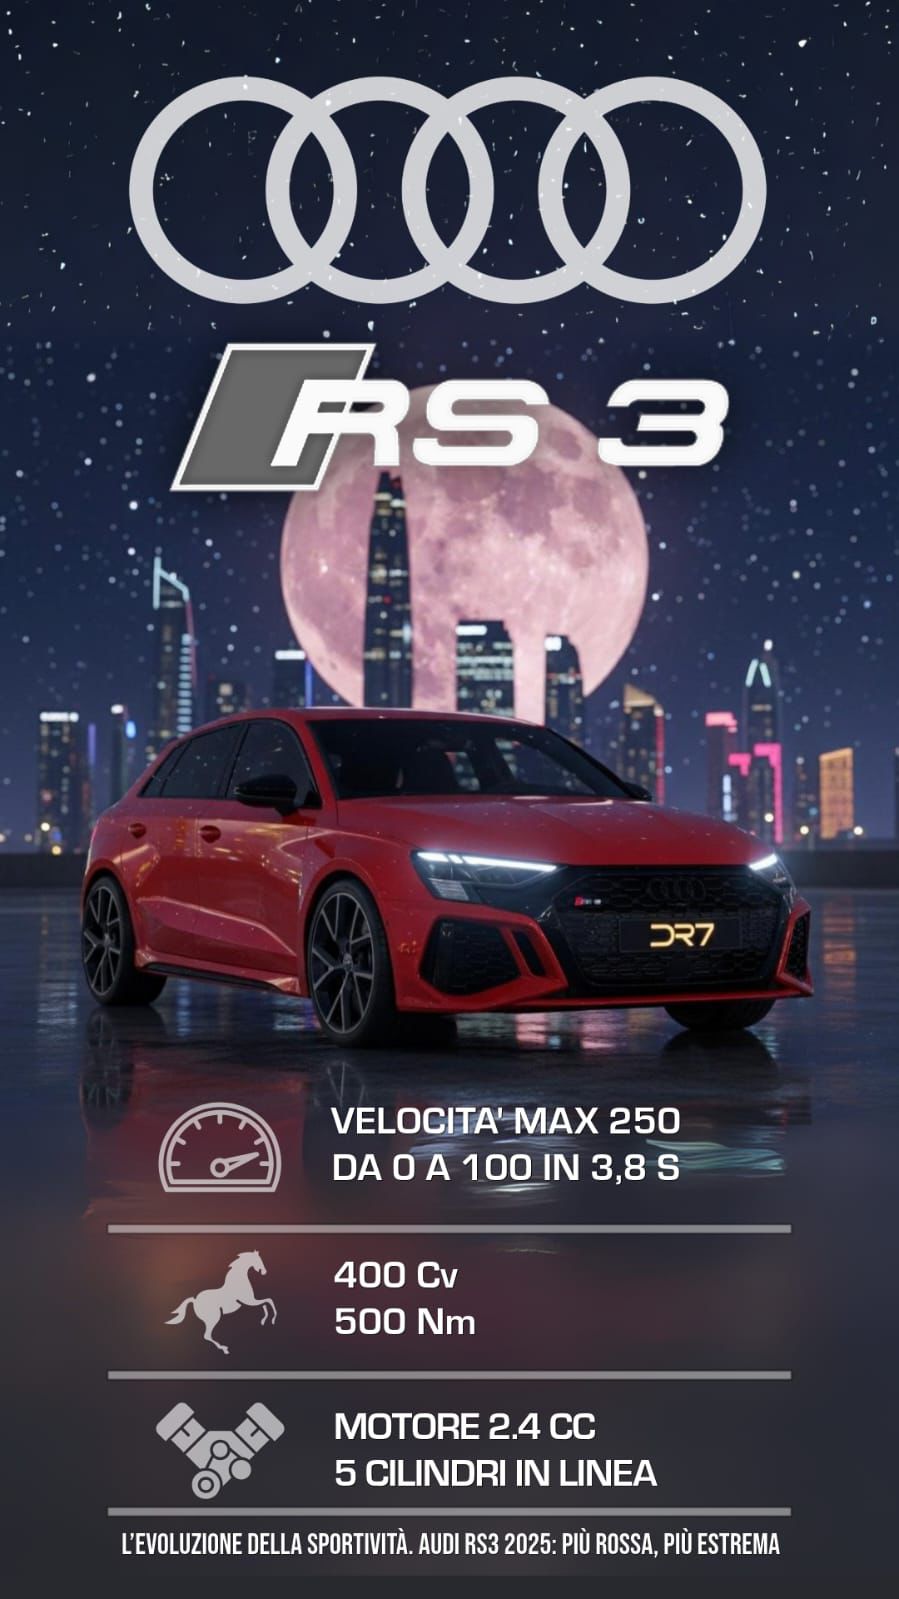 RS 3
DR7
VELOCITA' MAX 250
DA 0 A 100 IN 3,8 S
400 Cv
500 Nm
MOTORE 2.4 CC
5 CILINDRI IN LINEA
L'EVOLUZIONE DELLA SPORTIVITÀ. AUDI RS3 2025: PIÙ ROSSA, PIÙ ESTREMA